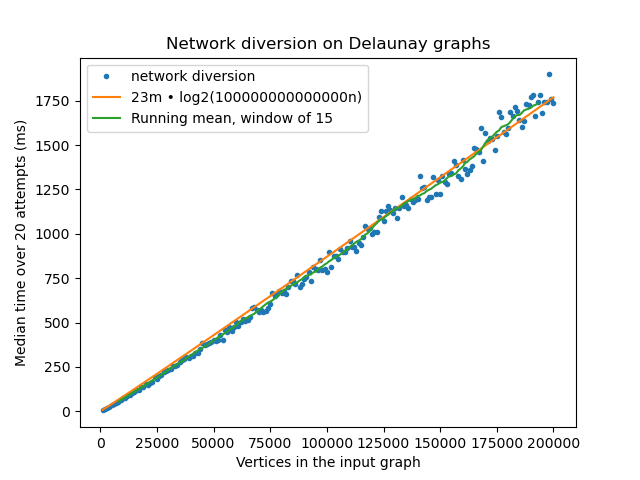 Network diversion on Delaunay graphs
network diversion
23m • log2(100000000000000n)
Running mean, window of 15
Median time over 20 attempts (ms)
1750
1500
1250
1000
750
500
250
0
0 25000 50000 75000 100000 125000 150000 175000 200000
Vertices in the input graph